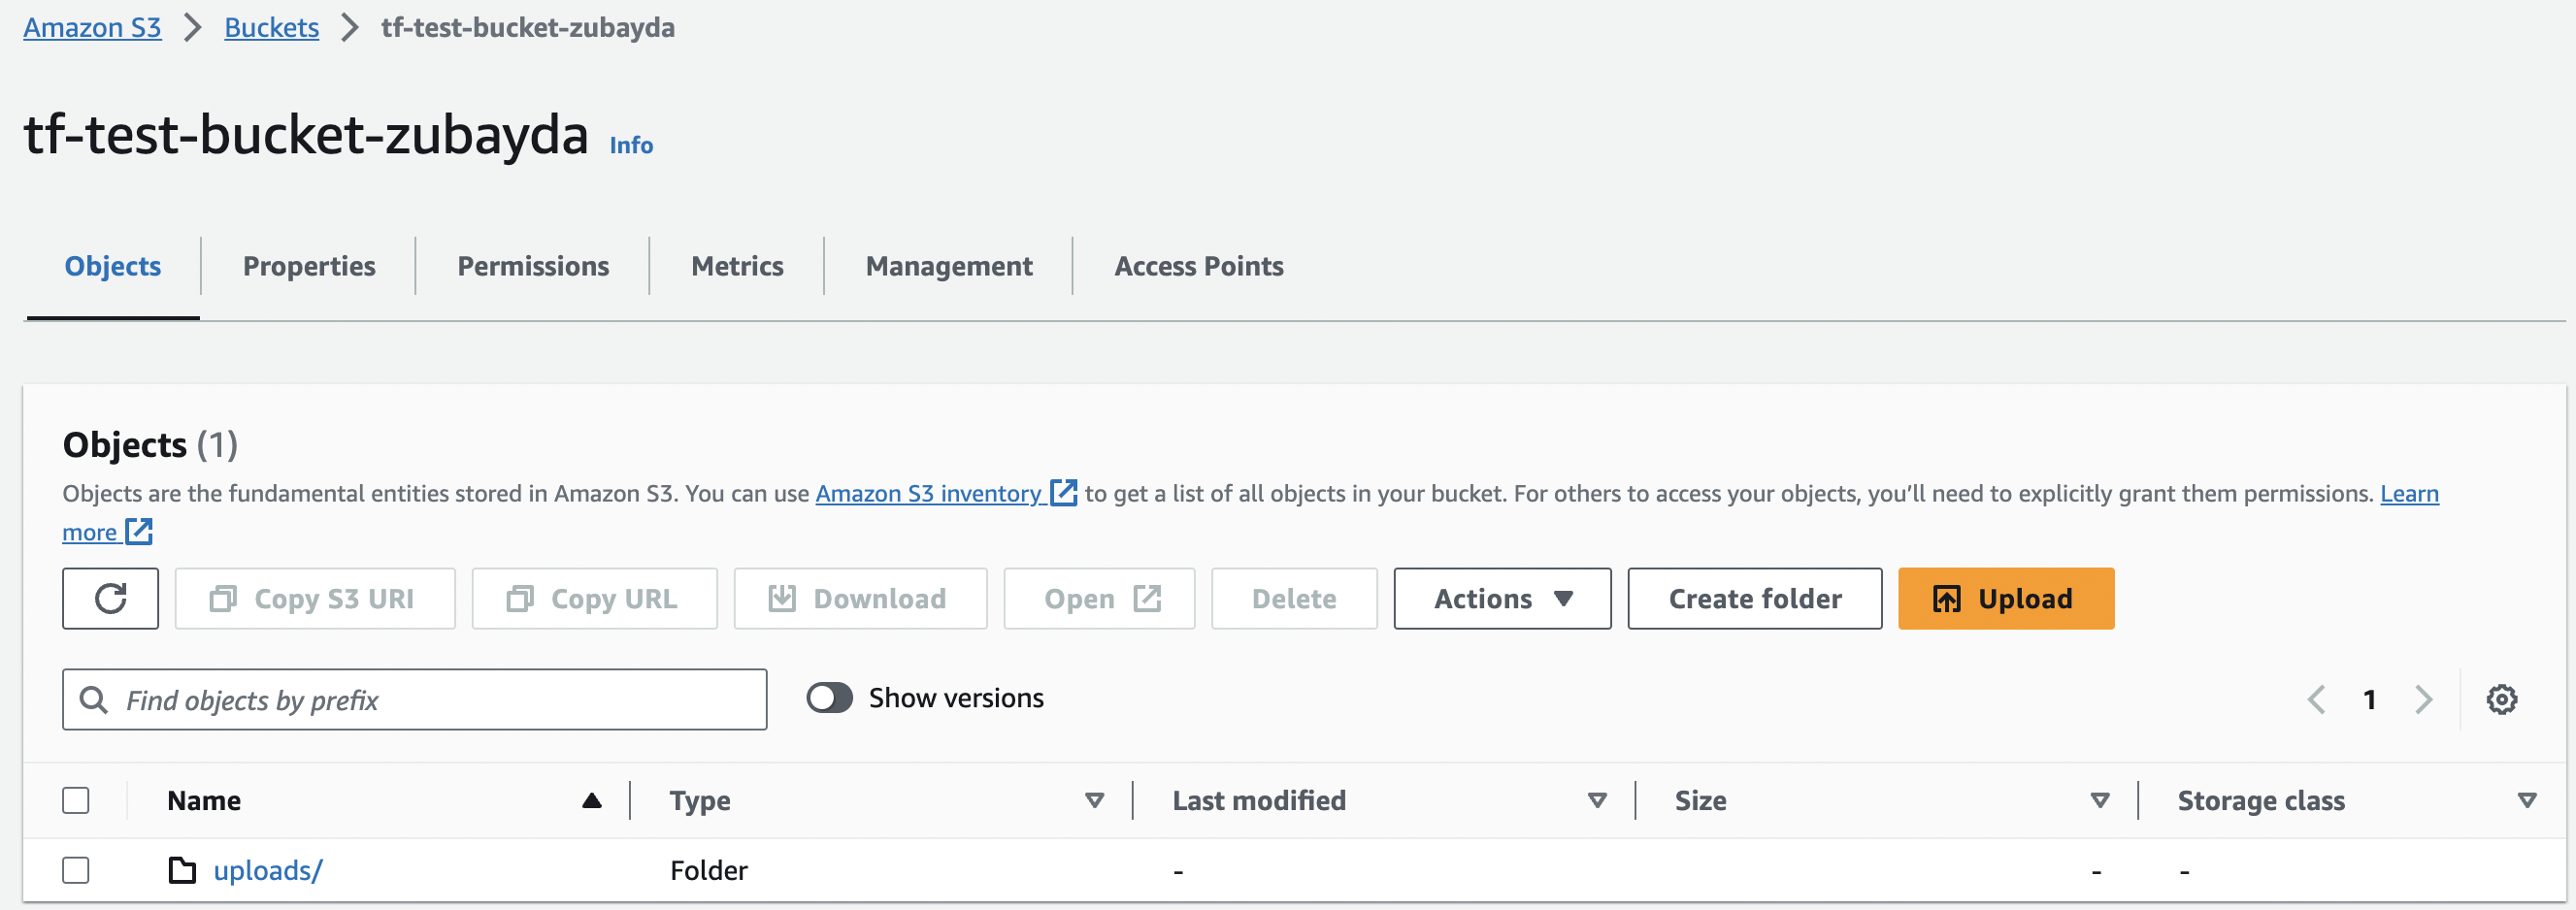 Amazon S3 > Buckets > tf-test-bucket-zubayda
tf-test-bucket-zubayda Info
Objects Properties Permissions Metrics Management Access Points
Objects (1)
Objects are the fundamental entities stored in Amazon S3. You can use Amazon S3 inventory to get a list of all objects in your bucket. For others to access your objects, you’ll need to explicitly grant them permissions. Learn
more
Copy S3 URI Copy URL Download Open Delete Actions Create folder Upload
Find objects by prefix Show versions 1
Name Type Last modified Size Storage class
uploads/ Folder - - -